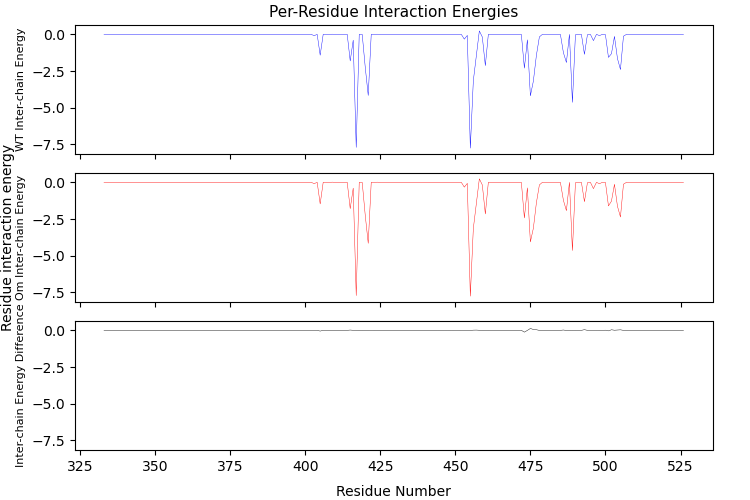 Per-Residue Interaction Energies
Residue interaction energy
WT Inter-chain Energy
0.0
−2.5
−5.0
−7.5
Om Inter-chain Energy
0.0
−2.5
−5.0
−7.5
Inter-chain Energy Difference
0.0
−2.5
−5.0
−7.5
325 350 375 400 425 450 475 500 525
Residue Number